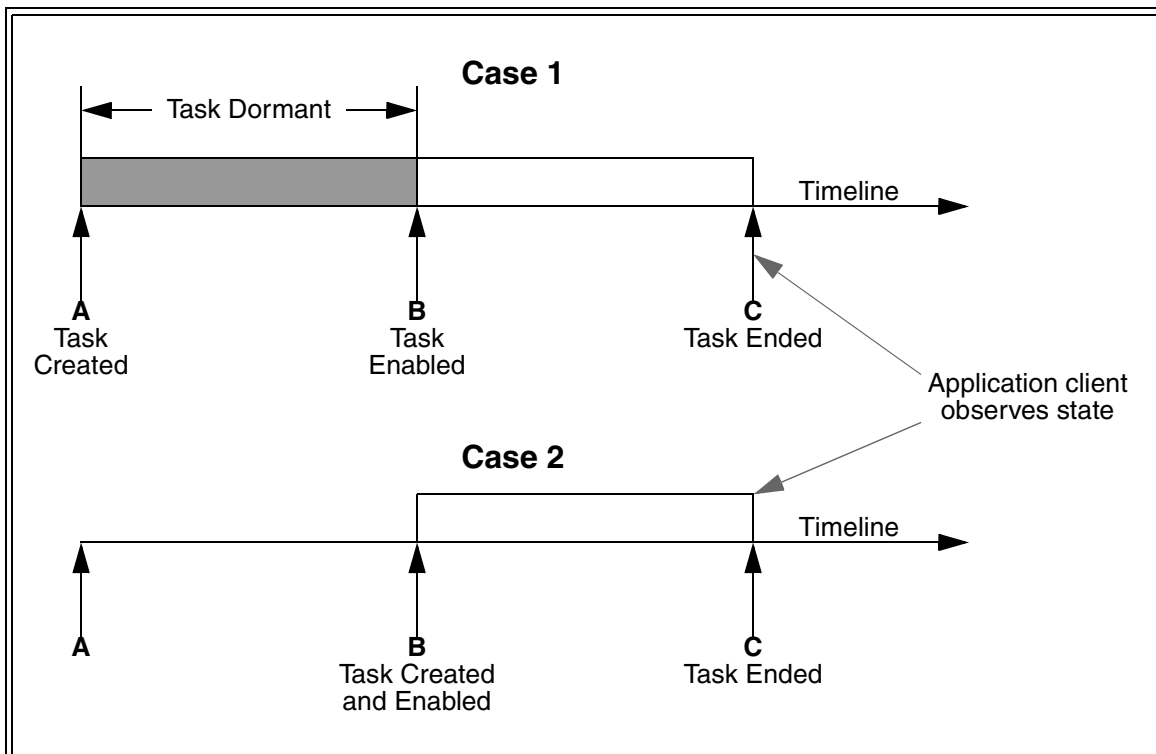 Case 1
Task Dormant
Timeline
A
Task
Created
B
Task
Enabled
C
Task Ended
Application client
observes state
Case 2
Timeline
A
B
Task Created
and Enabled
C
Task Ended